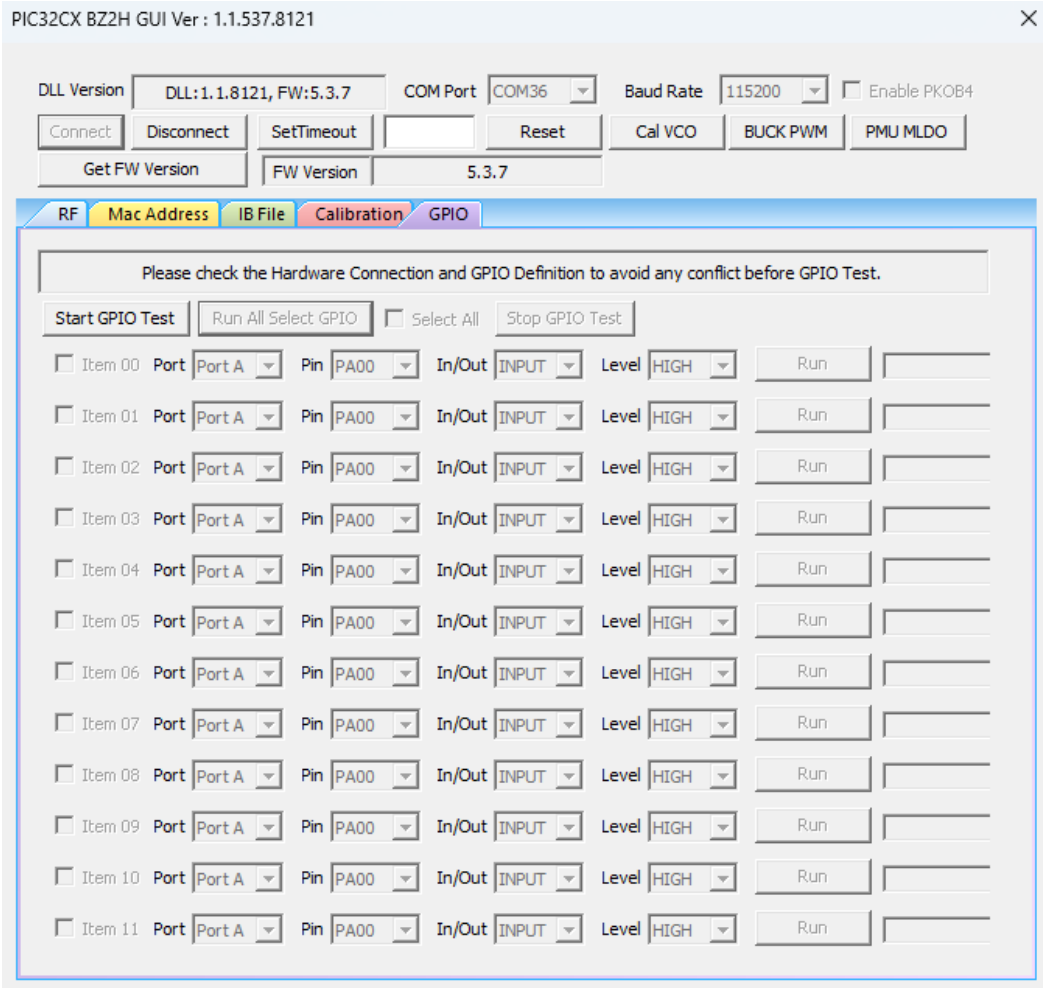 PIC32CX BZ2H GUI Ver : 1.1.537.8121
DLL Version DLL:1.1.8121, FW:5.3.7 COM Port COM36 Baud Rate 115200 Enable PKOB4
Connect Disconnect SetTimeout Reset Cal VCO BUCK PWM PMU MLDO
Get FW Version FW Version 5.3.7
RF Mac Address IB File Calibration GPIO
Please check the Hardware Connection and GPIO Definition to avoid any conflict before GPIO Test.
Start GPIO Test Run All Select GPIO Select All Stop GPIO Test
Item 00 Port Port A Pin PA00 In/Out INPUT Level HIGH Run
Item 01 Port Port A Pin PA00 In/Out INPUT Level HIGH Run
Item 02 Port Port A Pin PA00 In/Out INPUT Level HIGH Run
Item 03 Port Port A Pin PA00 In/Out INPUT Level HIGH Run
Item 04 Port Port A Pin PA00 In/Out INPUT Level HIGH Run
Item 05 Port Port A Pin PA00 In/Out INPUT Level HIGH Run
Item 06 Port Port A Pin PA00 In/Out INPUT Level HIGH Run
Item 07 Port Port A Pin PA00 In/Out INPUT Level HIGH Run
Item 08 Port Port A Pin PA00 In/Out INPUT Level HIGH Run
Item 09 Port Port A Pin PA00 In/Out INPUT Level HIGH Run
Item 10 Port Port A Pin PA00 In/Out INPUT Level HIGH Run
Item 11 Port Port A Pin PA00 In/Out INPUT Level HIGH Run